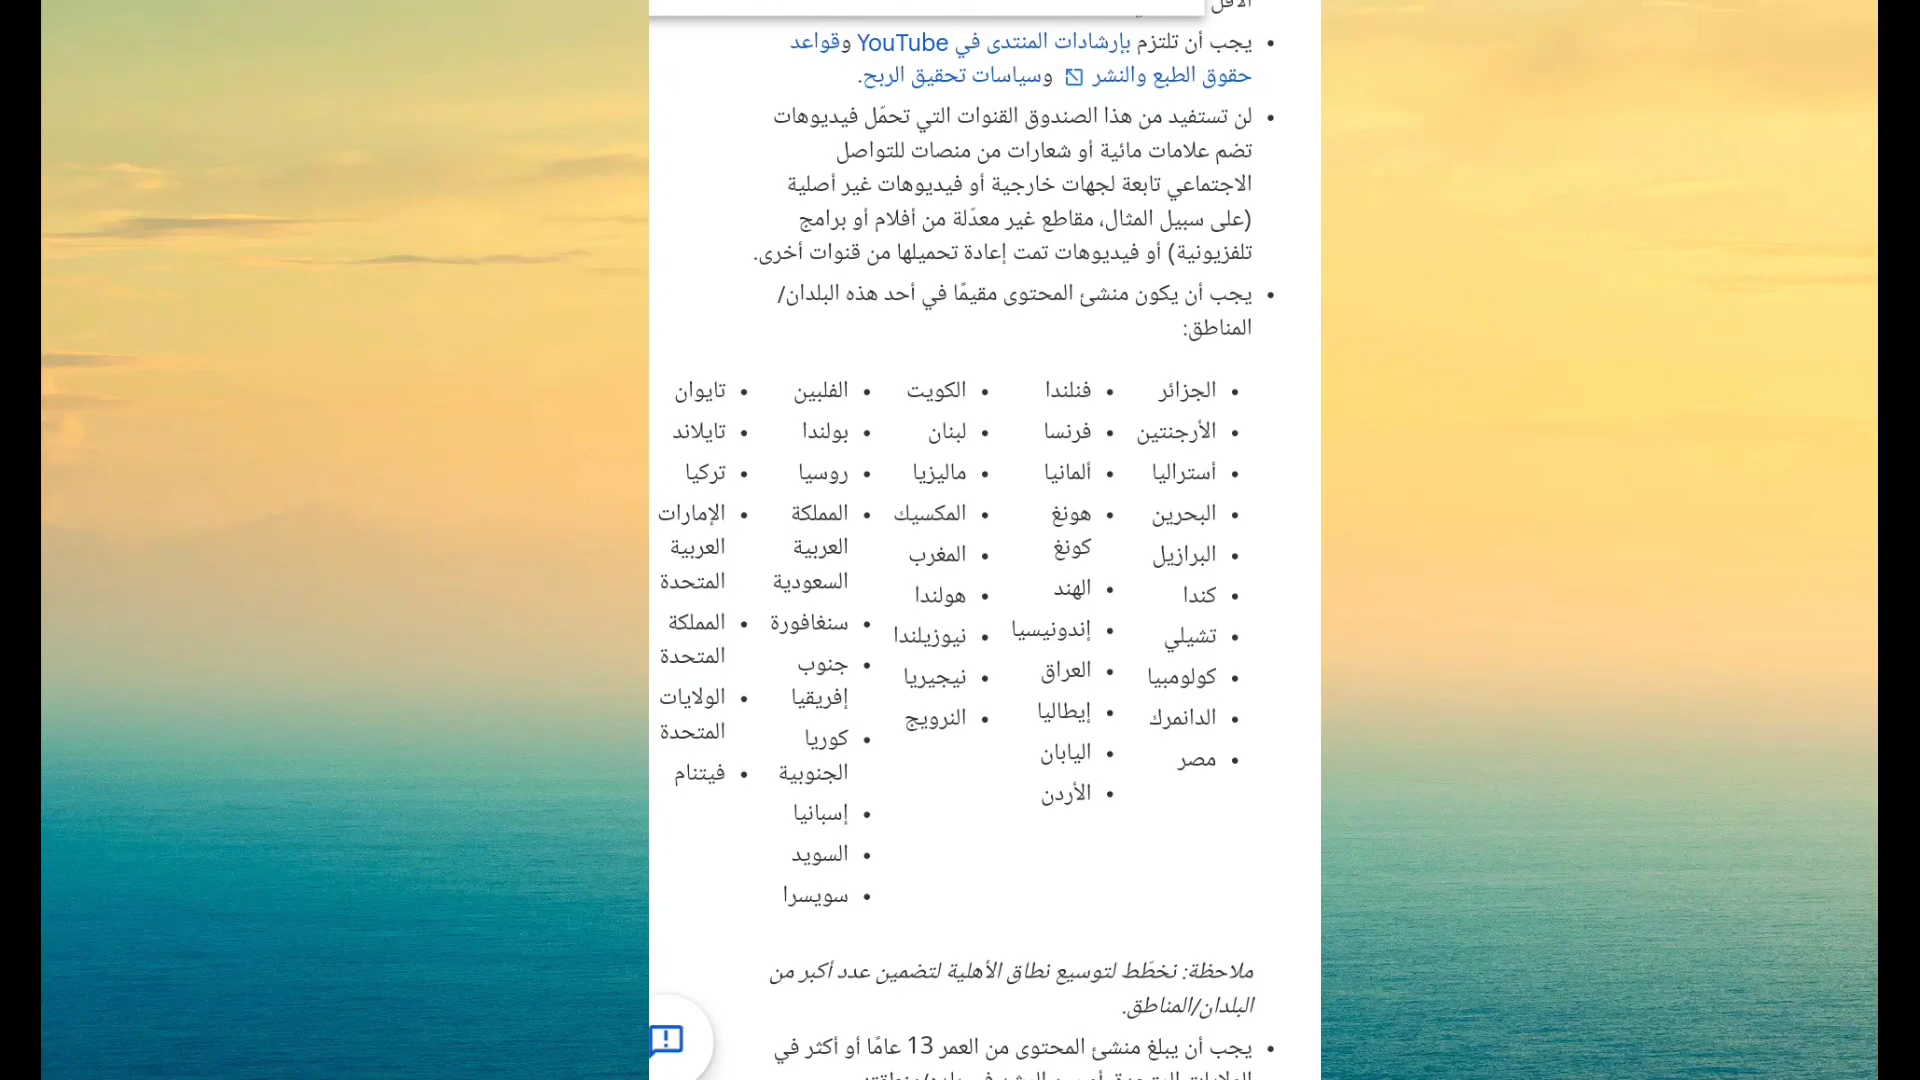 الأقل
يجب أن تلتزم بإرشادات المنتدى في YouTube وقواعد
حقوق الطبع والنشر وسياسات تحقيق الربح.
لن تستفيد من هذا الصندوق القنوات التي تحمّل فيديوهات
تضم علامات مائية أو شعارات من منصات للتواصل
الاجتماعي تابعة لجهات خارجية أو فيديوهات غير أصلية
(على سبيل المثال، مقاطع غير معدّلة من أفلام أو برامج
تلفزيونية) أو فيديوهات تمت إعادة تحميلها من قنوات أخرى.
يجب أن يكون منشئ المحتوى مقيمًا في أحد هذه البلدان/
المناطق:
الجزائر
الأرجنتين
أستراليا
البحرين
البرازيل
كندا
تشيلي
كولومبيا
الدانمرك
مصر
فنلندا
فرنسا
ألمانيا
هونغ
كونغ
الهند
إندونيسيا
العراق
إيطاليا
اليابان
الأردن
الكويت
لبنان
ماليزيا
المكسيك
المغرب
هولندا
نيوزيلندا
نيجيريا
النرويج
الفلبين
بولندا
روسيا
المملكة
العربية
السعودية
سنغافورة
جنوب
إفريقيا
كوريا
الجنوبية
إسبانيا
السويد
سويسرا
تايوان
تايلاند
تركيا
الإمارات
العربية
المتحدة
المملكة
المتحدة
الولايات
المتحدة
فيتنام
ملاحظة: نخطّط لتوسيع نطاق الأهلية لتضمين عدد أكبر من
البلدان/المناطق.
يجب أن يبلغ منشئ المحتوى من العمر 13 عامًا أو أكثر في